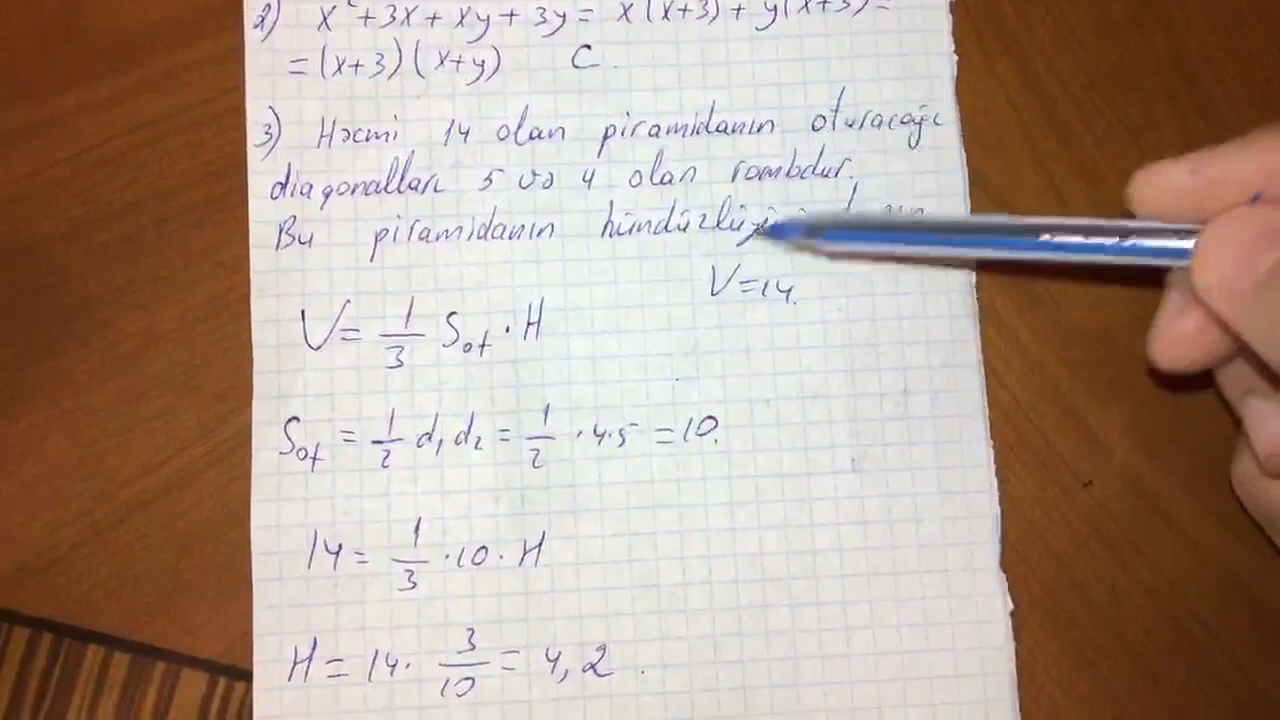 2) x² + 3x + xy + 3y = x(x+3) + y(x+3) =
= (x+3)(x+y) C.
3) Həcmi 14 olan piramidanın oturacağı
diaqonalları 5 və 4 olan rombdur.
Bu piramidanın hündürlüyünü
V=14.
V = 1/3 Sot · H
Sot = 1/2 d₁ d₂ = 1/2 · 4·5 = 10.
14 = 1/3 · 10 · H
H = 14 · 3/10 = 4,2.